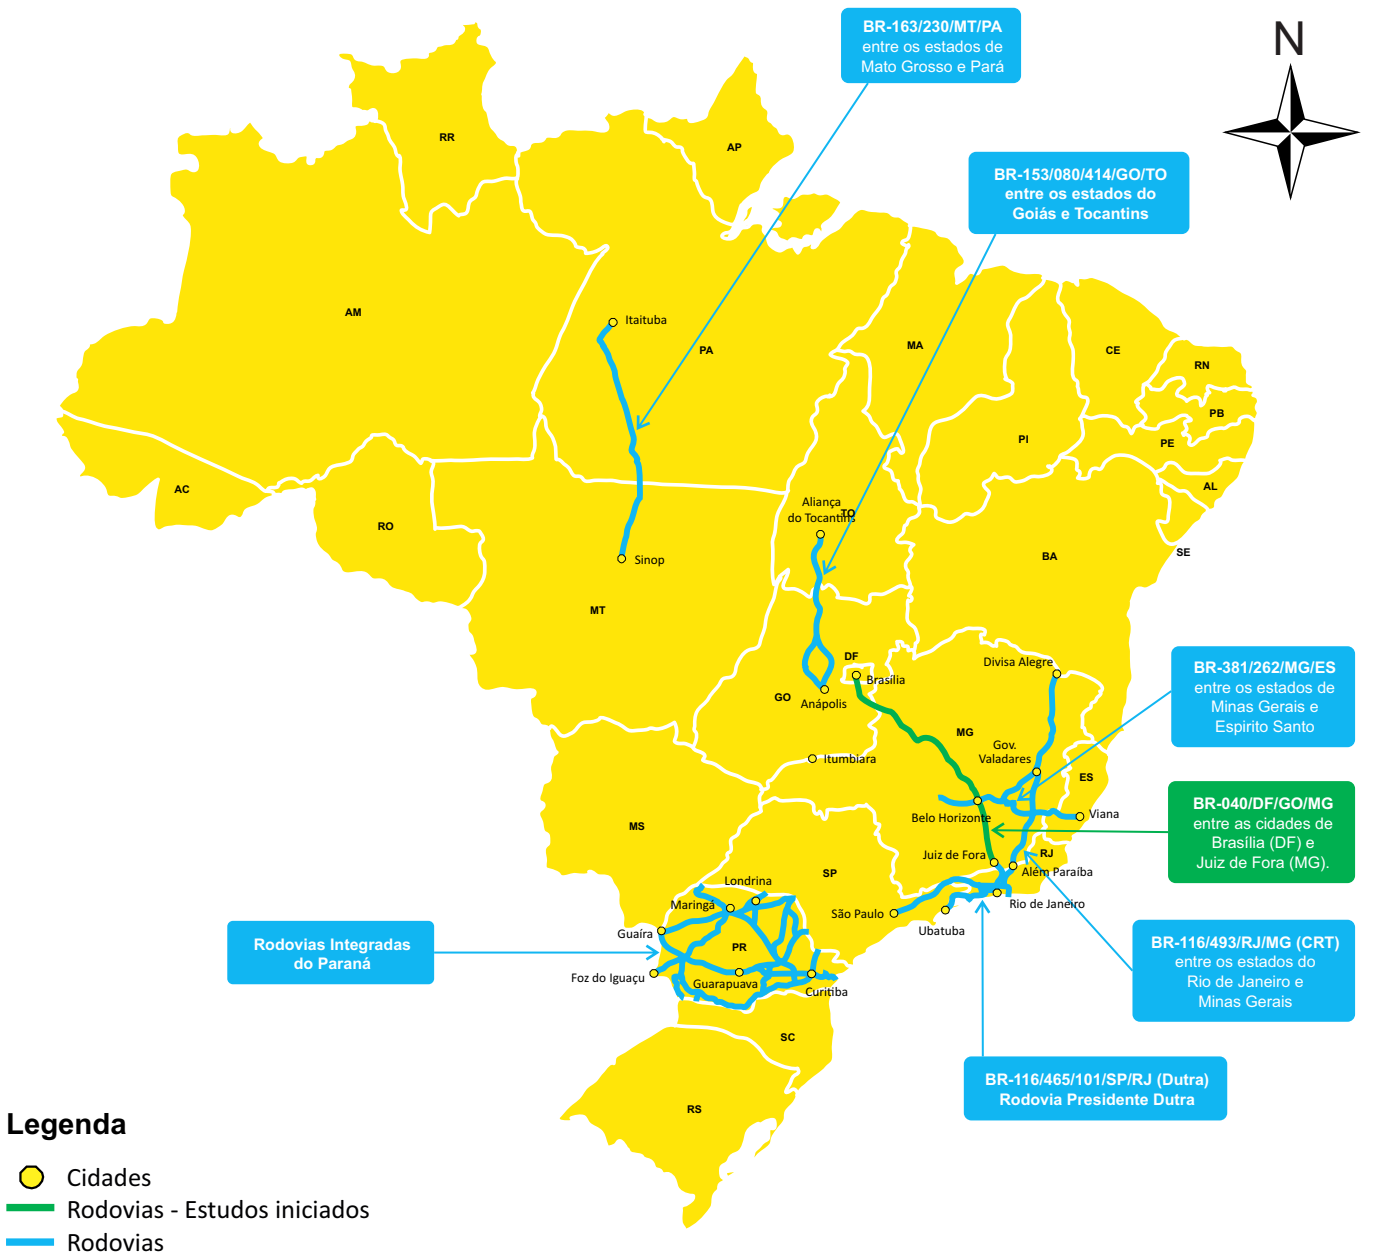 BR-163/230/MT/PA
entre os estados de
Mato Grosso e Pará
N
RR
AP
BR-153/080/414/GO/TO
entre os estados do
Goiás e Tocantins
AM
Itaituba
PA
MA
CE
RN
PB
PE
PI
AL
AC
RO
Aliança
do Tocantins
TO
SE
BA
Sinop
MT
DF
Brasília
Divisa Alegre
GO
Anápolis
BR-381/262/MG/ES
entre os estados de
Minas Gerais e
Espirito Santo
MG
Gov.
Valadares
Itumbiara
ES
BR-040/DF/GO/MG
entre as cidades de
Brasília (DF) e
Juiz de Fora (MG).
MS
Belo Horizonte
Viana
Juiz de Fora
RJ
Além Paraíba
SP
Londrina
Maringá
São Paulo
Rio de Janeiro
Ubatuba
Guaíra
PR
Rodovias Integradas
do Paraná
Foz do Iguaçu
Guarapuava
Curitiba
BR-116/493/RJ/MG (CRT)
entre os estados do
Rio de Janeiro e
Minas Gerais
SC
BR-116/465/101/SP/RJ (Dutra)
Rodovia Presidente Dutra
RS
Legenda
Cidades
Rodovias - Estudos iniciados
Rodovias